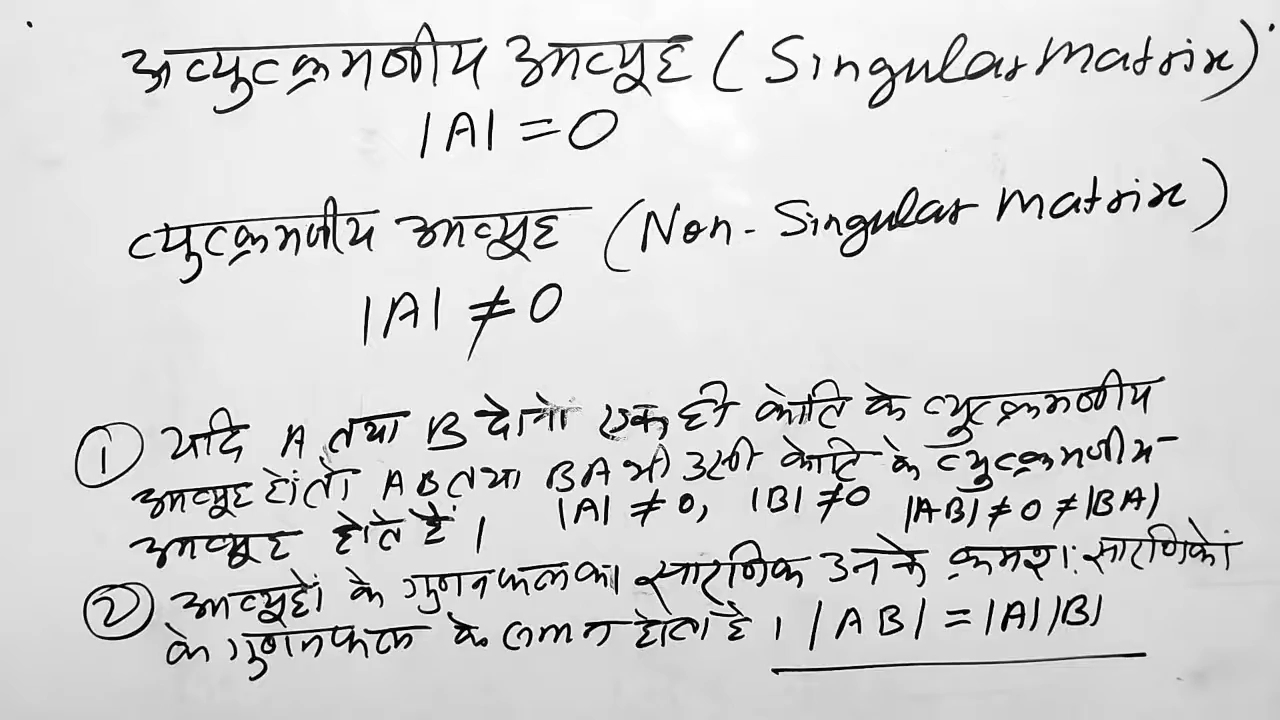 अव्युत्क्रमणीय आव्यूह (Singular Matrix)
|A| = 0
व्युत्क्रमणीय आव्यूह (Non-Singular Matrix)
|A| ≠ 0
① यदि A तथा B दोनो एक ही कोटि के व्युत्क्रमणीय
आव्यूह हों तो AB तथा BA भी उसी कोटि के व्युत्क्रमणीय
आव्यूह होते हैं । |A| ≠ 0, |B| ≠ 0 |AB| ≠ 0 ≠ |BA|
② आव्यूहों के गुणनफल का सारणिक उनके क्रमशः सारणिकों
के गुणनफल के समान होता है । |AB| = |A||B|